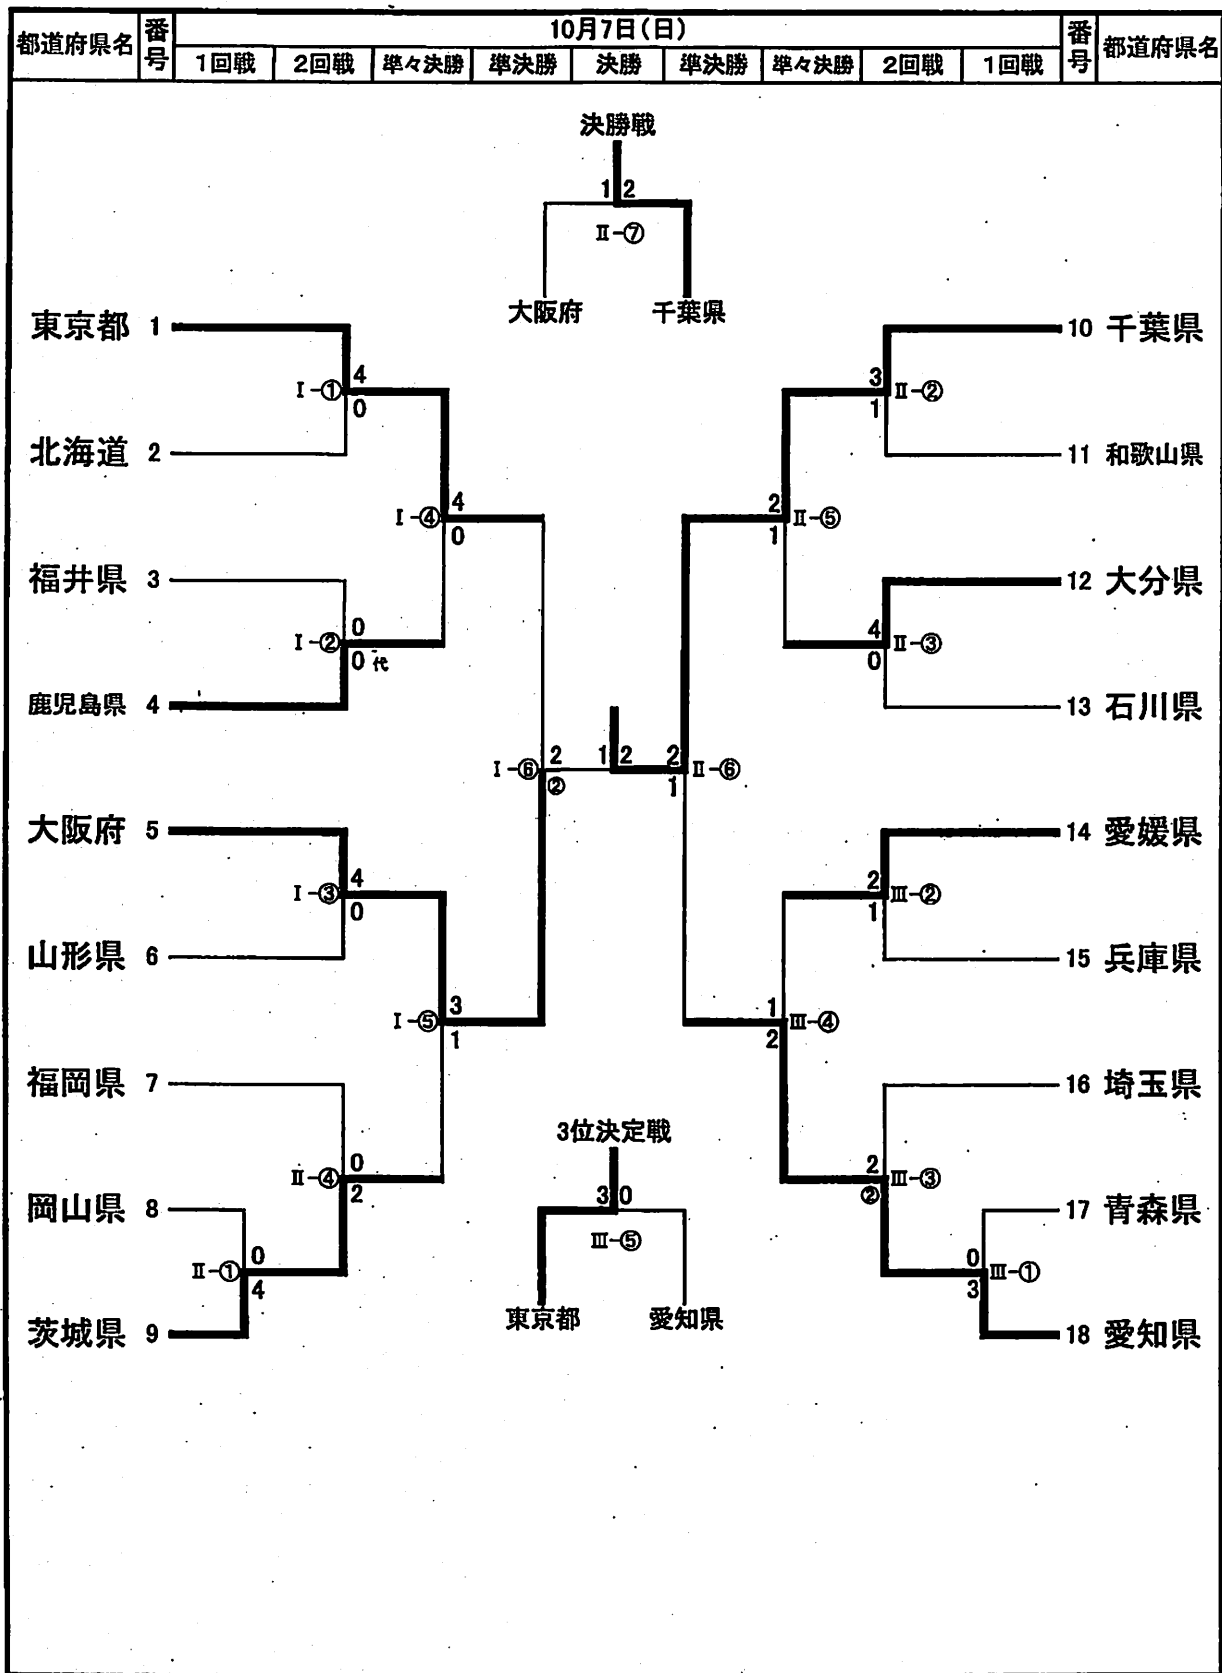 都道府県名 番号 10月7日(日) 番号 都道府県名
1回戦 2回戦 準々決勝 準決勝 決勝 準決勝 準々決勝 2回戦 1回戦
決勝戦
1 2
Ⅱ-⑦
大阪府 千葉県
東京都 1 10 千葉県
Ⅰ-① 4 3 Ⅱ-②
0 1
北海道 2 11 和歌山県
Ⅰ-④ 4 2 Ⅱ-⑤
0 1
福井県 3 12 大分県
Ⅰ-② 0 4 Ⅱ-③
0 代 0
鹿児島県 4 13 石川県
Ⅰ-⑥ 2 1 2 2 Ⅱ-⑥
② 1
大阪府 5 14 愛媛県
Ⅰ-③ 4 2 Ⅲ-②
0 1
山形県 6 15 兵庫県
Ⅰ-⑤ 3 1 Ⅲ-④
1 2
福岡県 7 16 埼玉県
3位決定戦
Ⅱ-④ 0 2 Ⅲ-③
2 3 0 ②
岡山県 8 17 青森県
Ⅲ-⑤
Ⅱ-① 0 0 Ⅲ-①
4 3
東京都 愛知県
茨城県 9 18 愛知県